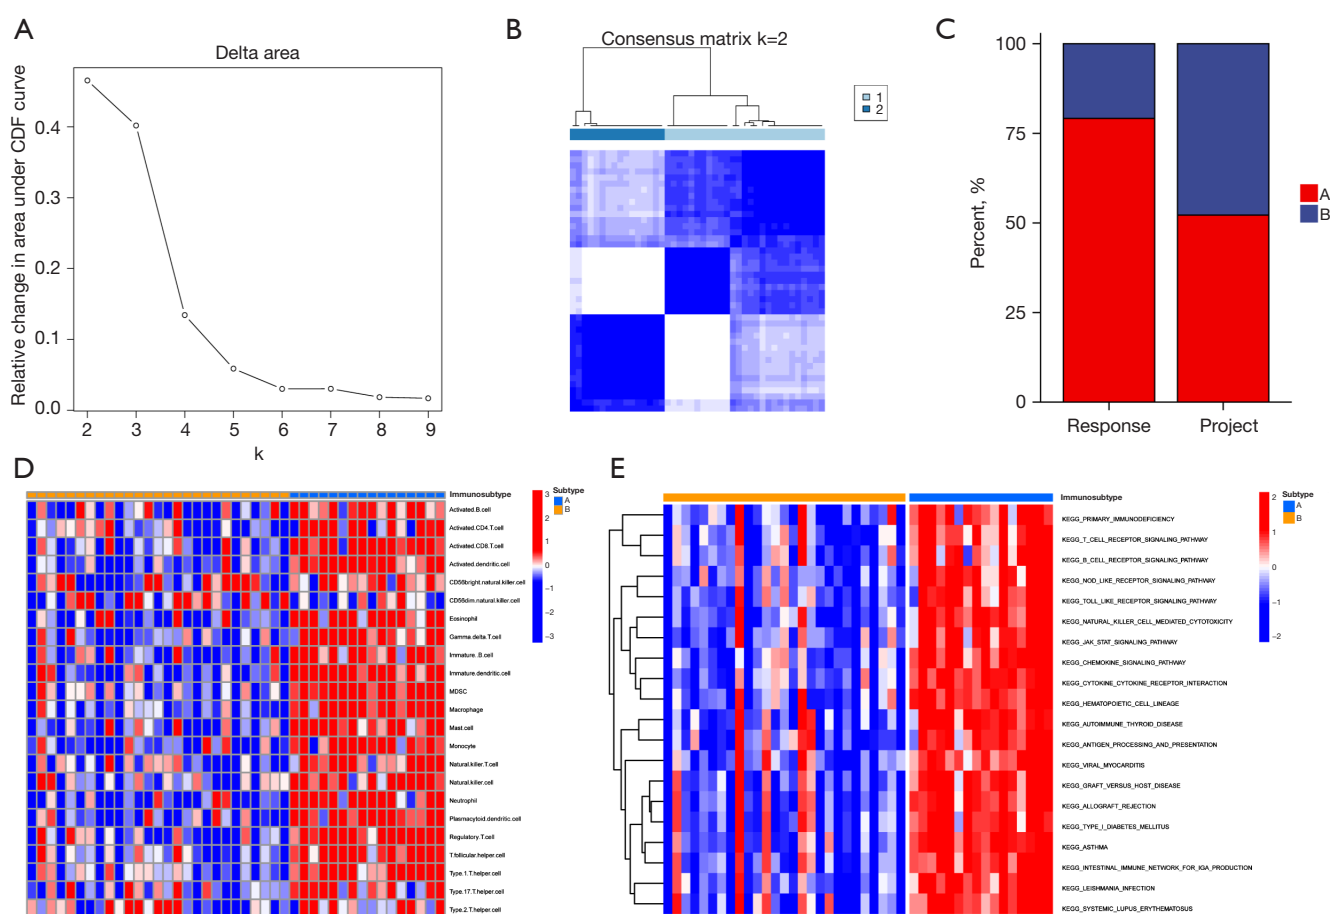 A
Delta area
Relative change in area under CDF curve
0.4
0.3
0.2
0.1
0.0
2 3 4 5 6 7 8 9
k
B
Consensus matrix k=2
1
2
C
Percent, %
100
75
50
25
0
Response Project
A
B
D
Immunosubtype
Activated.B.cell
Activated.CD4.T.cell
Activated.CD8.T.cell
Activated.dendritic.cell
CD56bright.natural.killer.cell
CD56dim.natural.killer.cell
Eosinophil
Gamma.delta.T.cell
Immature..B.cell
Immature.dendritic.cell
MDSC
Macrophage
Mast.cell
Monocyte
Natural.killer.T.cell
Natural.killer.cell
Neutrophil
Plasmacytoid.dendritic.cell
Regulatory.T.cell
T.follicular.helper.cell
Type.1.T.helper.cell
Type.17.T.helper.cell
Type.2.T.helper.cell
3
2
1
0
−1
−2
−3
Subtype
A
B
E
Immunosubtype
KEGG_PRIMARY_IMMUNODEFICIENCY
KEGG_T_CELL_RECEPTOR_SIGNALING_PATHWAY
KEGG_B_CELL_RECEPTOR_SIGNALING_PATHWAY
KEGG_NOD_LIKE_RECEPTOR_SIGNALING_PATHWAY
KEGG_TOLL_LIKE_RECEPTOR_SIGNALING_PATHWAY
KEGG_NATURAL_KILLER_CELL_MEDIATED_CYTOTOXICITY
KEGG_JAK_STAT_SIGNALING_PATHWAY
KEGG_CHEMOKINE_SIGNALING_PATHWAY
KEGG_CYTOKINE_CYTOKINE_RECEPTOR_INTERACTION
KEGG_HEMATOPOIETIC_CELL_LINEAGE
KEGG_AUTOIMMUNE_THYROID_DISEASE
KEGG_ANTIGEN_PROCESSING_AND_PRESENTATION
KEGG_VIRAL_MYOCARDITIS
KEGG_GRAFT_VERSUS_HOST_DISEASE
KEGG_ALLOGRAFT_REJECTION
KEGG_TYPE_I_DIABETES_MELLITUS
KEGG_ASTHMA
KEGG_INTESTINAL_IMMUNE_NETWORK_FOR_IGA_PRODUCTION
KEGG_LEISHMANIA_INFECTION
KEGG_SYSTEMIC_LUPUS_ERYTHEMATOSUS
2
1
0
−1
−2
Subtype
A
B